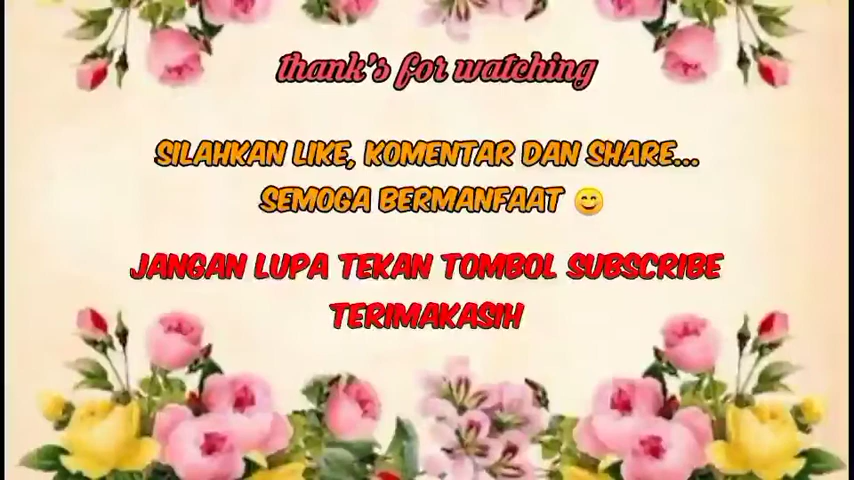 thank's for watching
SILAHKAN LIKE, KOMENTAR DAN SHARE...
SEMOGA BERMANFAAT 😊
JANGAN LUPA TEKAN TOMBOL SUBSCRIBE
TERIMAKASIH